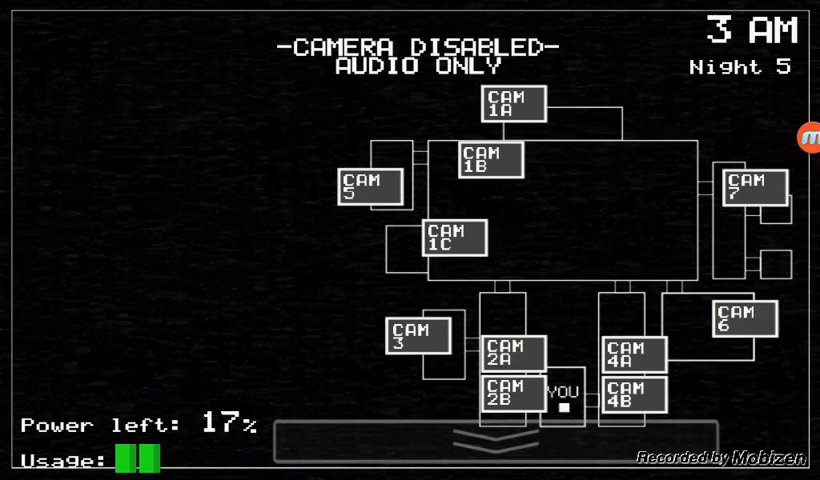 3 AM
-CAMERA DISABLED-
AUDIO ONLY
Night 5
CAM
1A
CAM
1B
CAM
5
CAM
7
CAM
1C
CAM
6
CAM
3
CAM
2A
CAM
4A
CAM
2B
YOU
CAM
4B
Power left: 17%
Usage:
Recorded by Mobizen
m